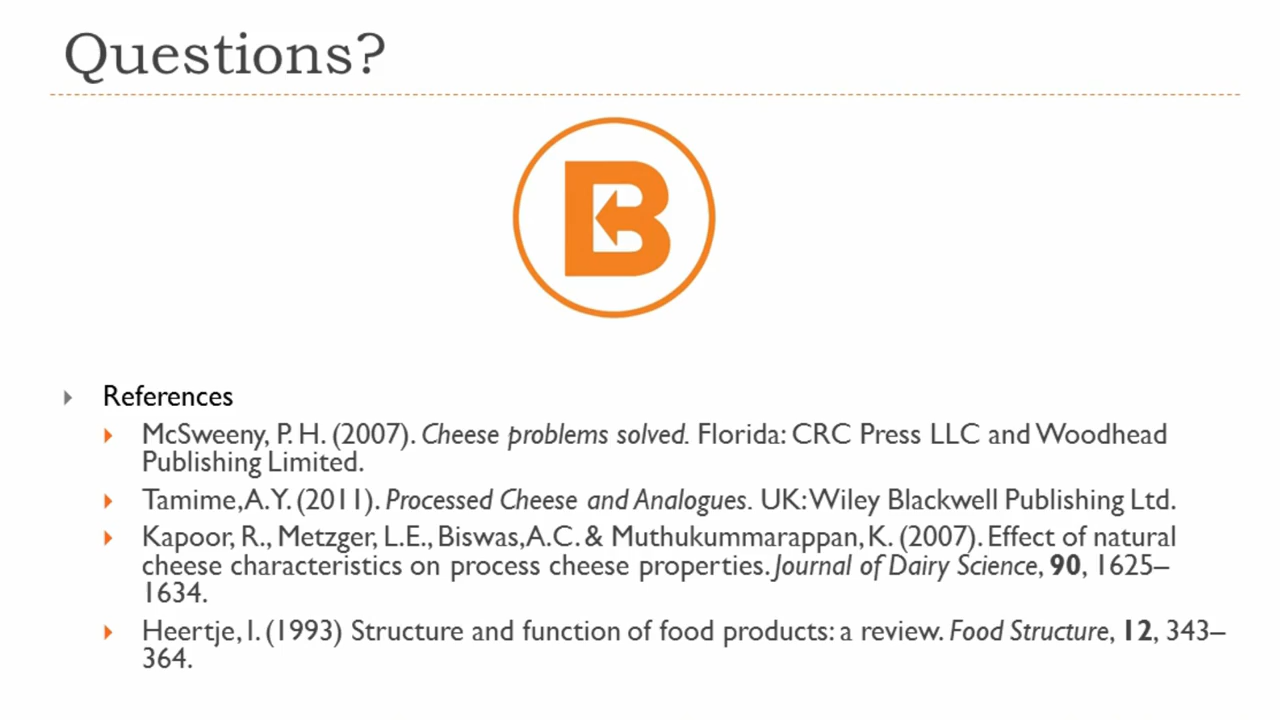 Questions?
B
References
McSweeny, P. H. (2007). Cheese problems solved. Florida: CRC Press LLC and Woodhead
Publishing Limited.
Tamime, A. Y. (2011). Processed Cheese and Analogues. UK: Wiley Blackwell Publishing Ltd.
Kapoor, R., Metzger, L.E., Biswas, A.C. & Muthukummarappan, K. (2007). Effect of natural
cheese characteristics on process cheese properties. Journal of Dairy Science, 90, 1625–
1634.
Heertje, I. (1993) Structure and function of food products: a review. Food Structure, 12, 343–
364.